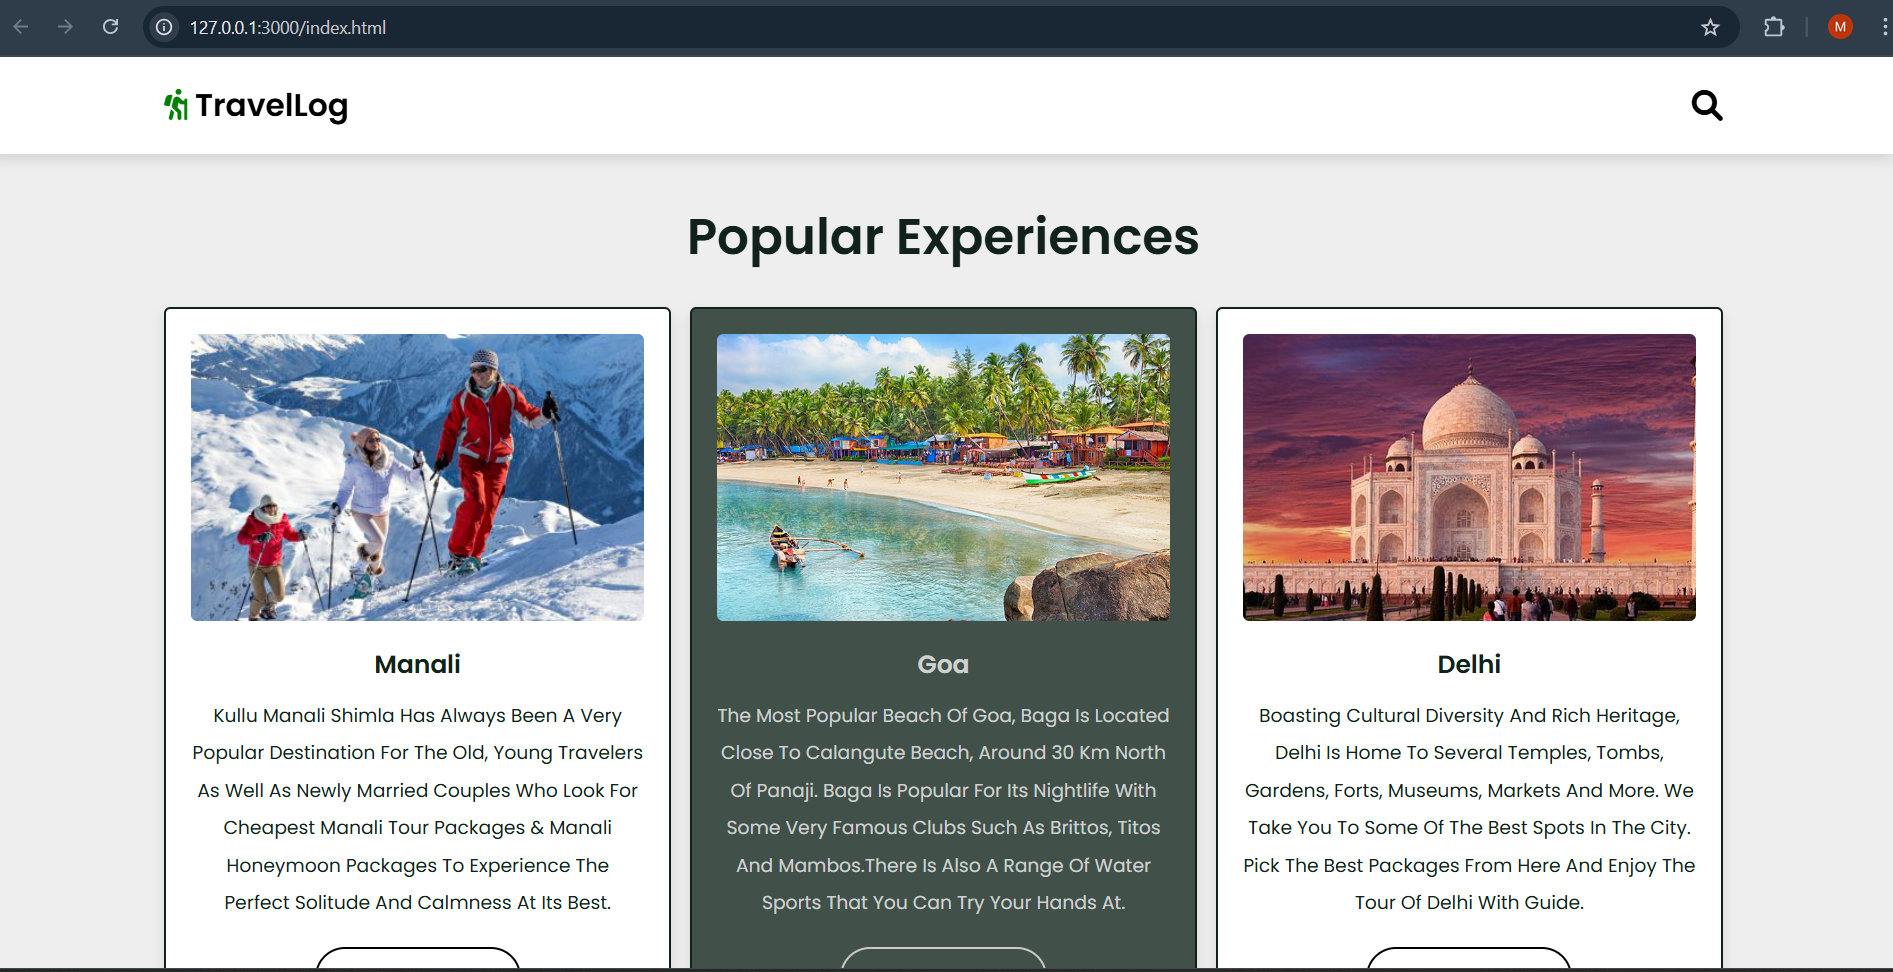 127.0.0.1:3000/index.html
M
TravelLog
Popular Experiences
Manali
Kullu Manali Shimla Has Always Been A Very
Popular Destination For The Old, Young Travelers
As Well As Newly Married Couples Who Look For
Cheapest Manali Tour Packages & Manali
Honeymoon Packages To Experience The
Perfect Solitude And Calmness At Its Best.
Goa
The Most Popular Beach Of Goa, Baga Is Located
Close To Calangute Beach, Around 30 Km North
Of Panaji. Baga Is Popular For Its Nightlife With
Some Very Famous Clubs Such As Brittos, Titos
And Mambos.There Is Also A Range Of Water
Sports That You Can Try Your Hands At.
Delhi
Boasting Cultural Diversity And Rich Heritage,
Delhi Is Home To Several Temples, Tombs,
Gardens, Forts, Museums, Markets And More. We
Take You To Some Of The Best Spots In The City.
Pick The Best Packages From Here And Enjoy The
Tour Of Delhi With Guide.